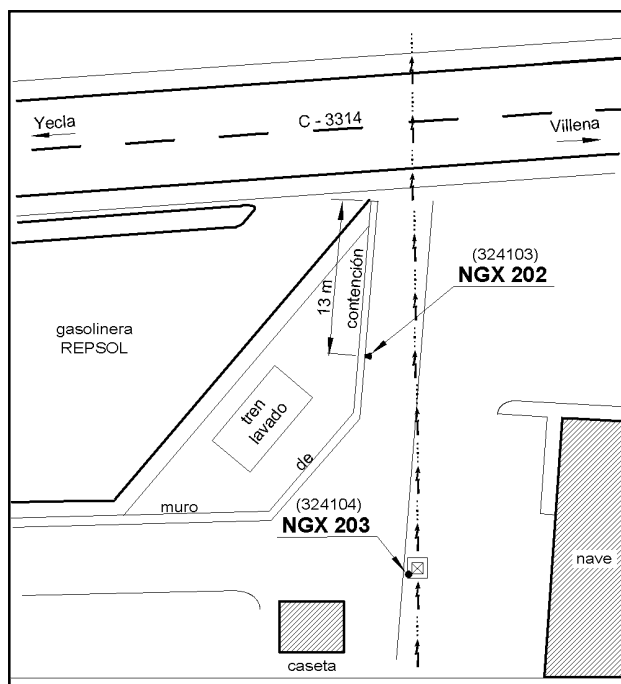 Yecla
C - 3314
Villena
(324103)
NGX 202
13 m
contención
gasolinera
REPSOL
tren
lavado
de
muro
(324104)
NGX 203
nave
caseta